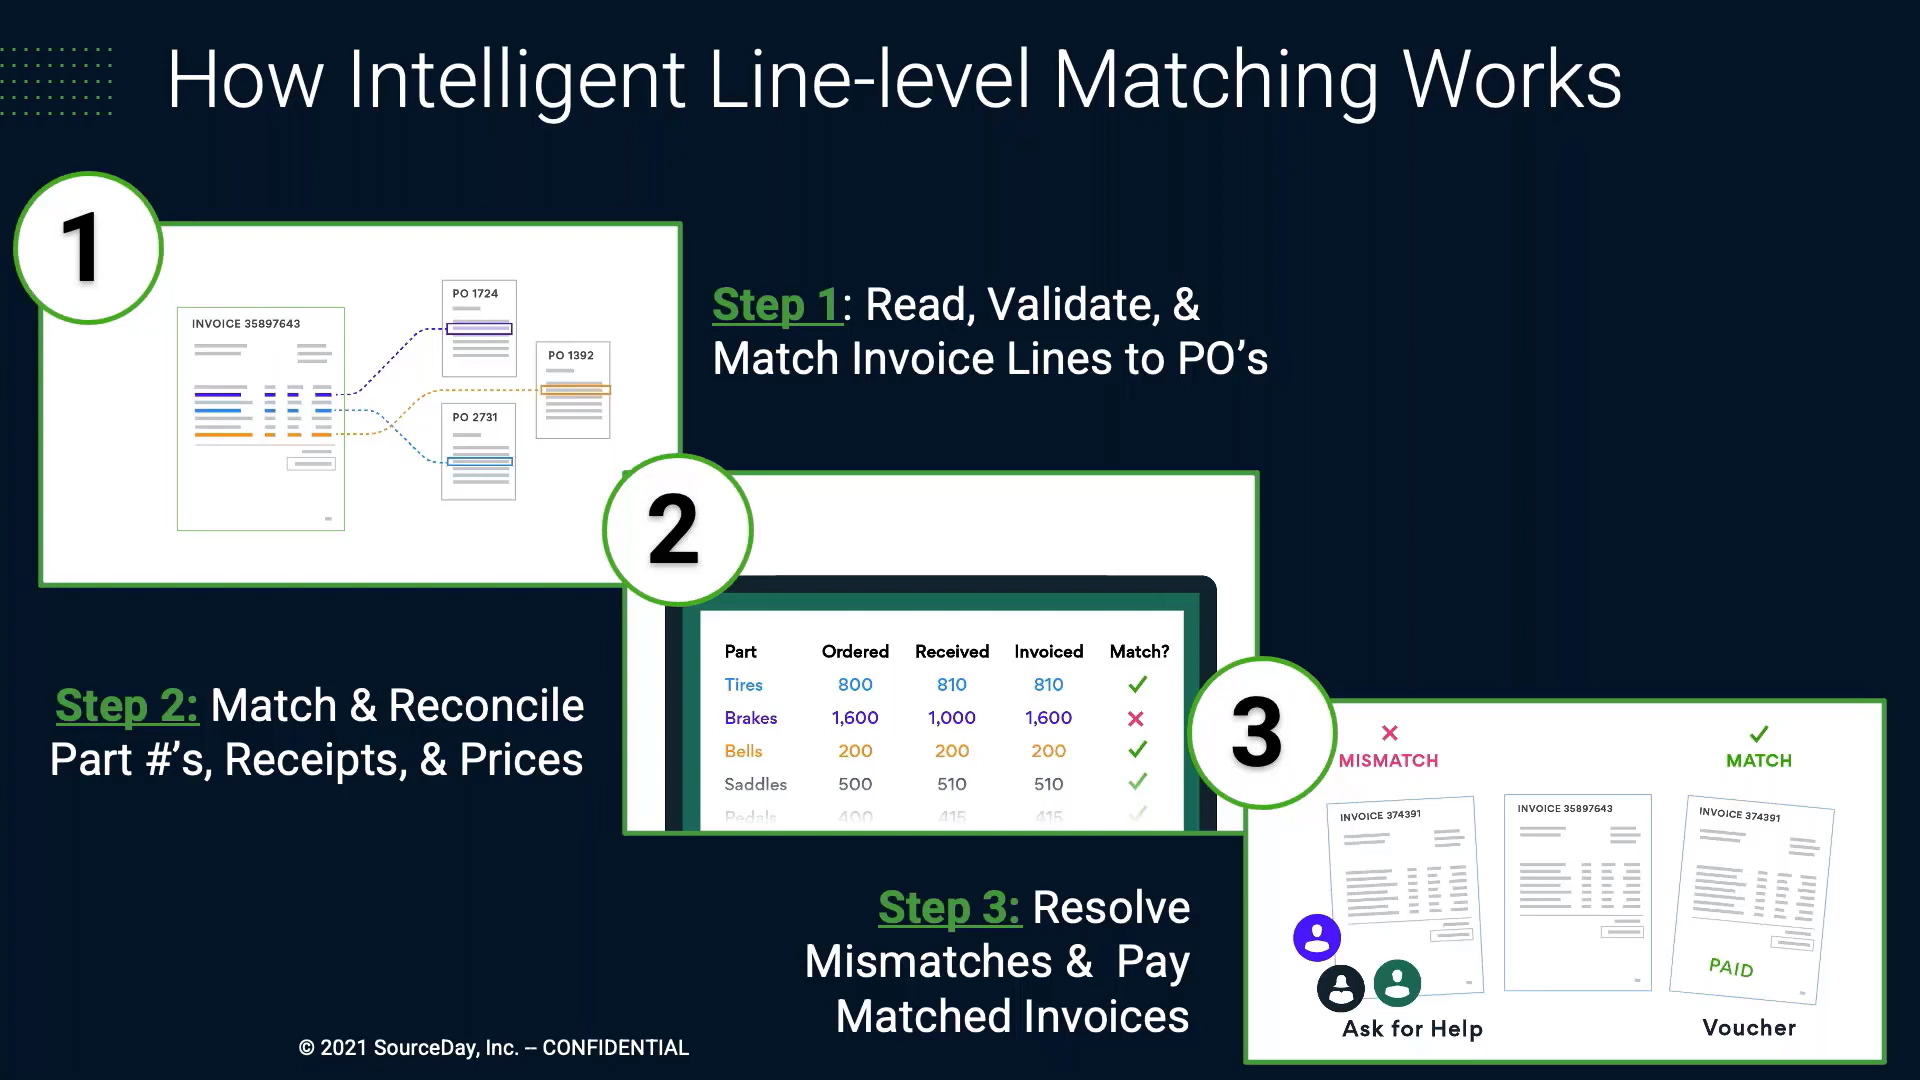 How Intelligent Line-level Matching Works
1
INVOICE 35897643
PO 1724
PO 1392
PO 2731
Step 1: Read, Validate, &
Match Invoice Lines to PO’s
2
Part Ordered Received Invoiced Match?
Tires 800 810 810
Brakes 1,600 1,000 1,600
Bells 200 200 200
Saddles 500 510 510
Pedals 400 415 415
Step 2: Match & Reconcile
Part #’s, Receipts, & Prices
3
MISMATCH
MATCH
INVOICE 374391
INVOICE 35897643
INVOICE 374391
PAID
Ask for Help
Voucher
Step 3: Resolve
Mismatches & Pay
Matched Invoices
© 2021 SourceDay, Inc. – CONFIDENTIAL